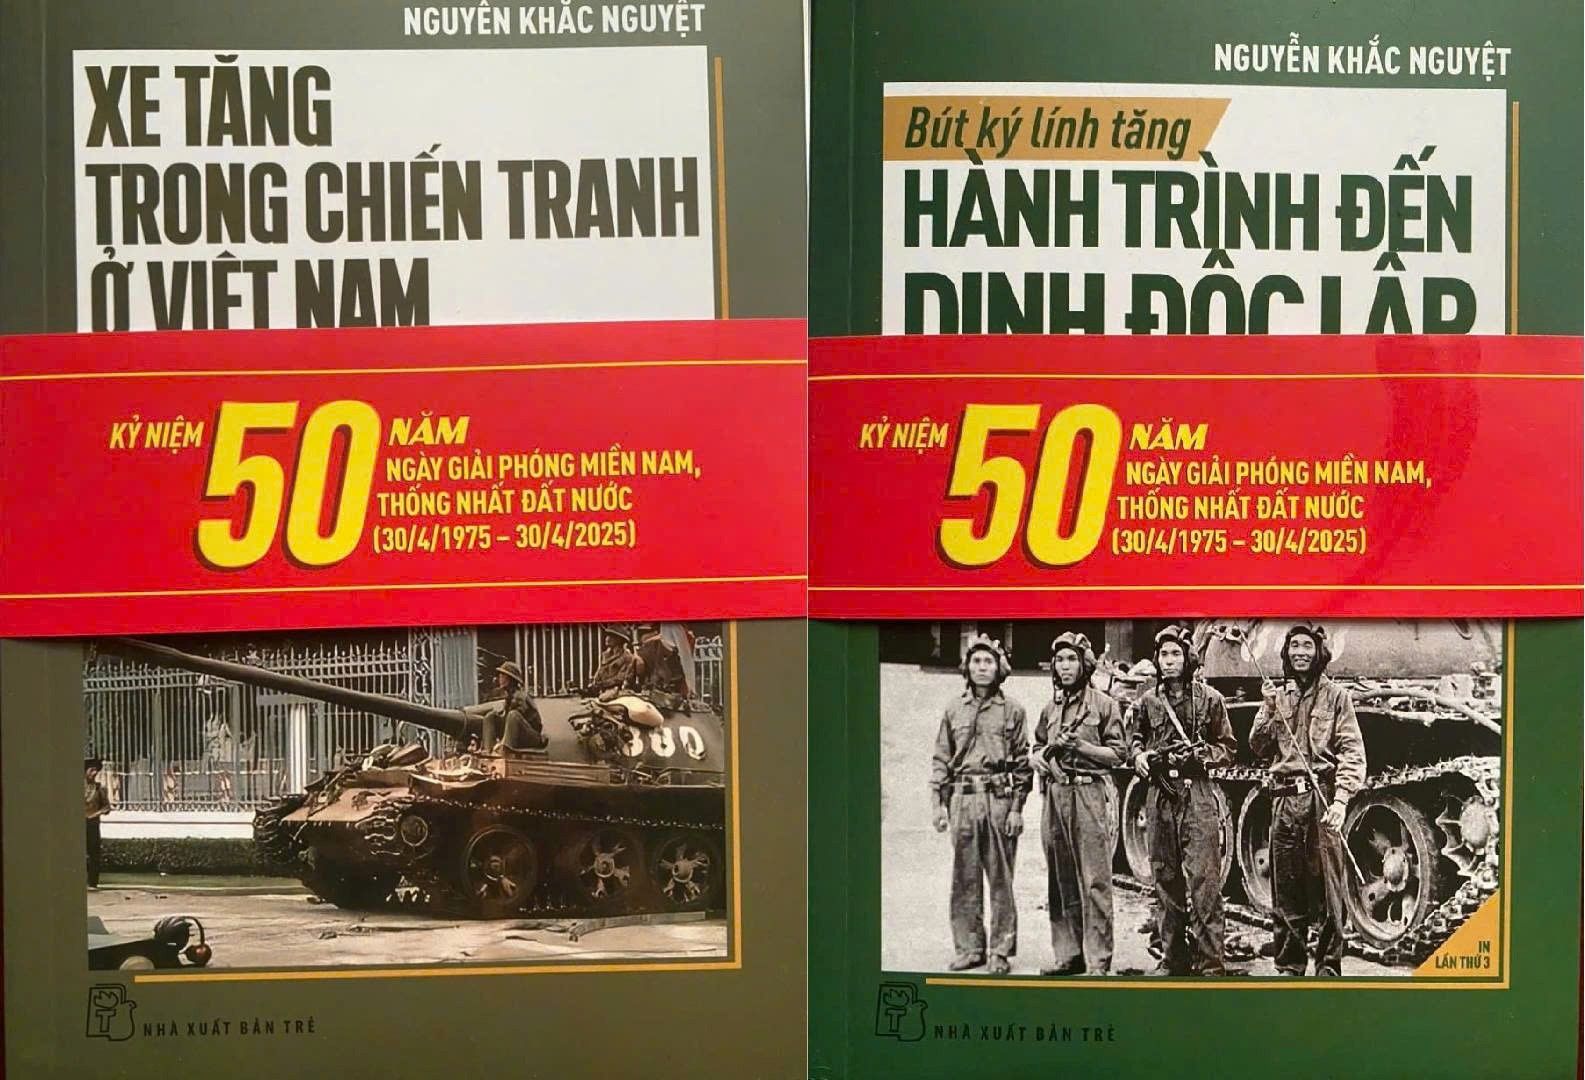 NGUYỄN KHẮC NGUYỆT
XE TĂNG
TRONG CHIẾN TRANH
Ở VIỆT NAM
KỶ NIỆM 50 NĂM
NGÀY GIẢI PHÓNG MIỀN NAM,
THỐNG NHẤT ĐẤT NƯỚC
(30/4/1975 – 30/4/2025)
380
NHÀ XUẤT BẢN TRẺ
NGUYỄN KHẮC NGUYỆT
Bút ký lính tăng
HÀNH TRÌNH ĐẾN
DINH ĐỘC LẬP
KỶ NIỆM 50 NĂM
NGÀY GIẢI PHÓNG MIỀN NAM,
THỐNG NHẤT ĐẤT NƯỚC
(30/4/1975 – 30/4/2025)
IN
LẦN THỨ 3
NHÀ XUẤT BẢN TRẺ